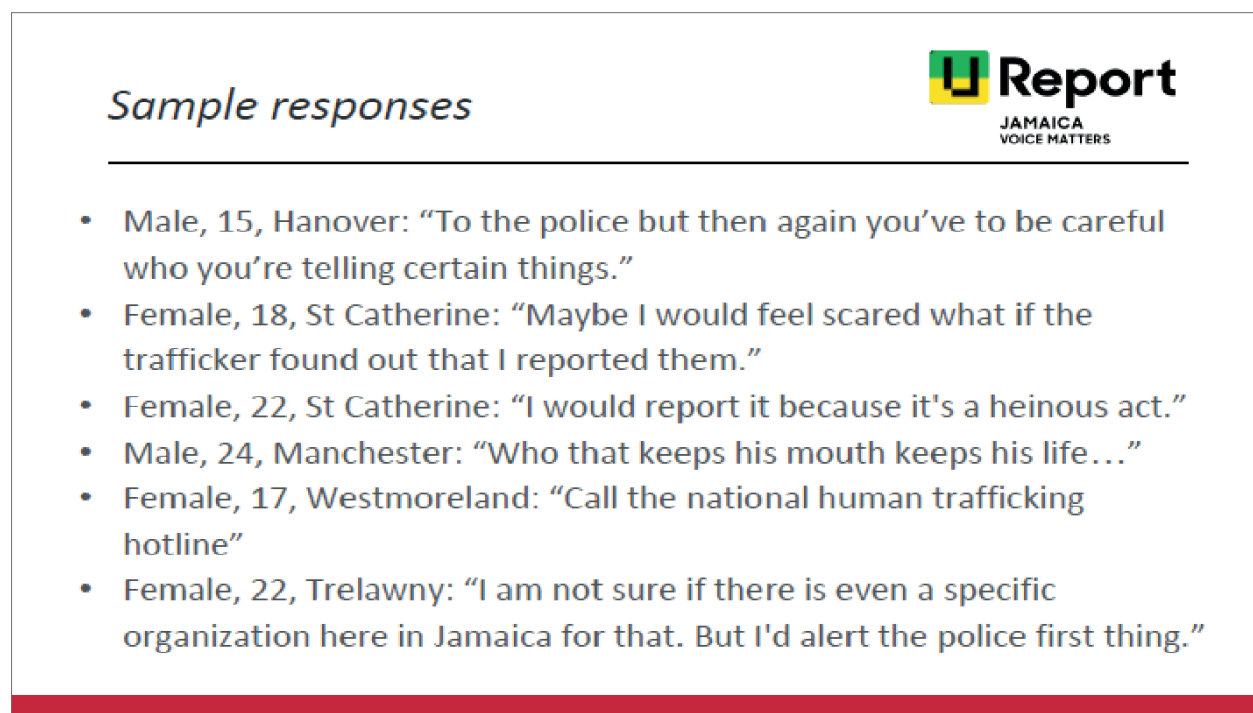 Sample responses
U Report
JAMAICA
VOICE MATTERS
• Male, 15, Hanover: “To the police but then again you’ve to be careful
who you’re telling certain things.”
• Female, 18, St Catherine: “Maybe I would feel scared what if the
trafficker found out that I reported them.”
• Female, 22, St Catherine: “I would report it because it's a heinous act.”
• Male, 24, Manchester: “Who that keeps his mouth keeps his life…”
• Female, 17, Westmoreland: “Call the national human trafficking
hotline”
• Female, 22, Trelawny: “I am not sure if there is even a specific
organization here in Jamaica for that. But I'd alert the police first thing.”